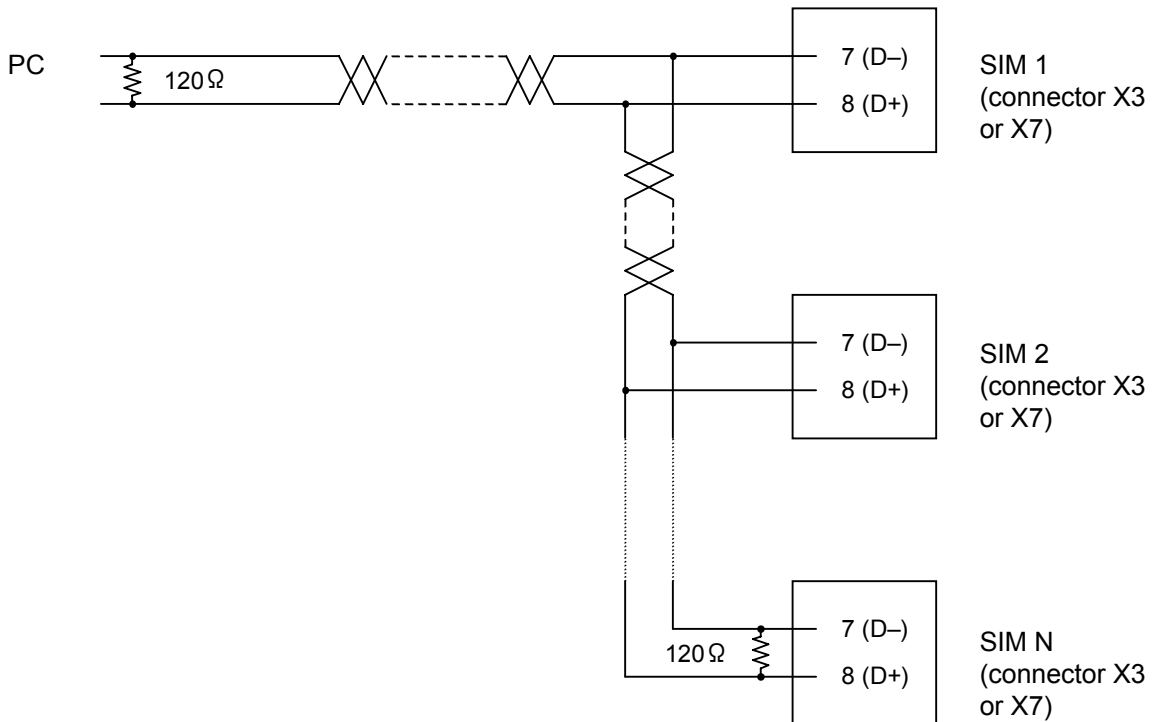 PC
120Ω
7 (D–)
8 (D+)
SIM 1
(connector X3
or X7)
7 (D–)
8 (D+)
SIM 2
(connector X3
or X7)
120Ω
7 (D–)
8 (D+)
SIM N
(connector X3
or X7)